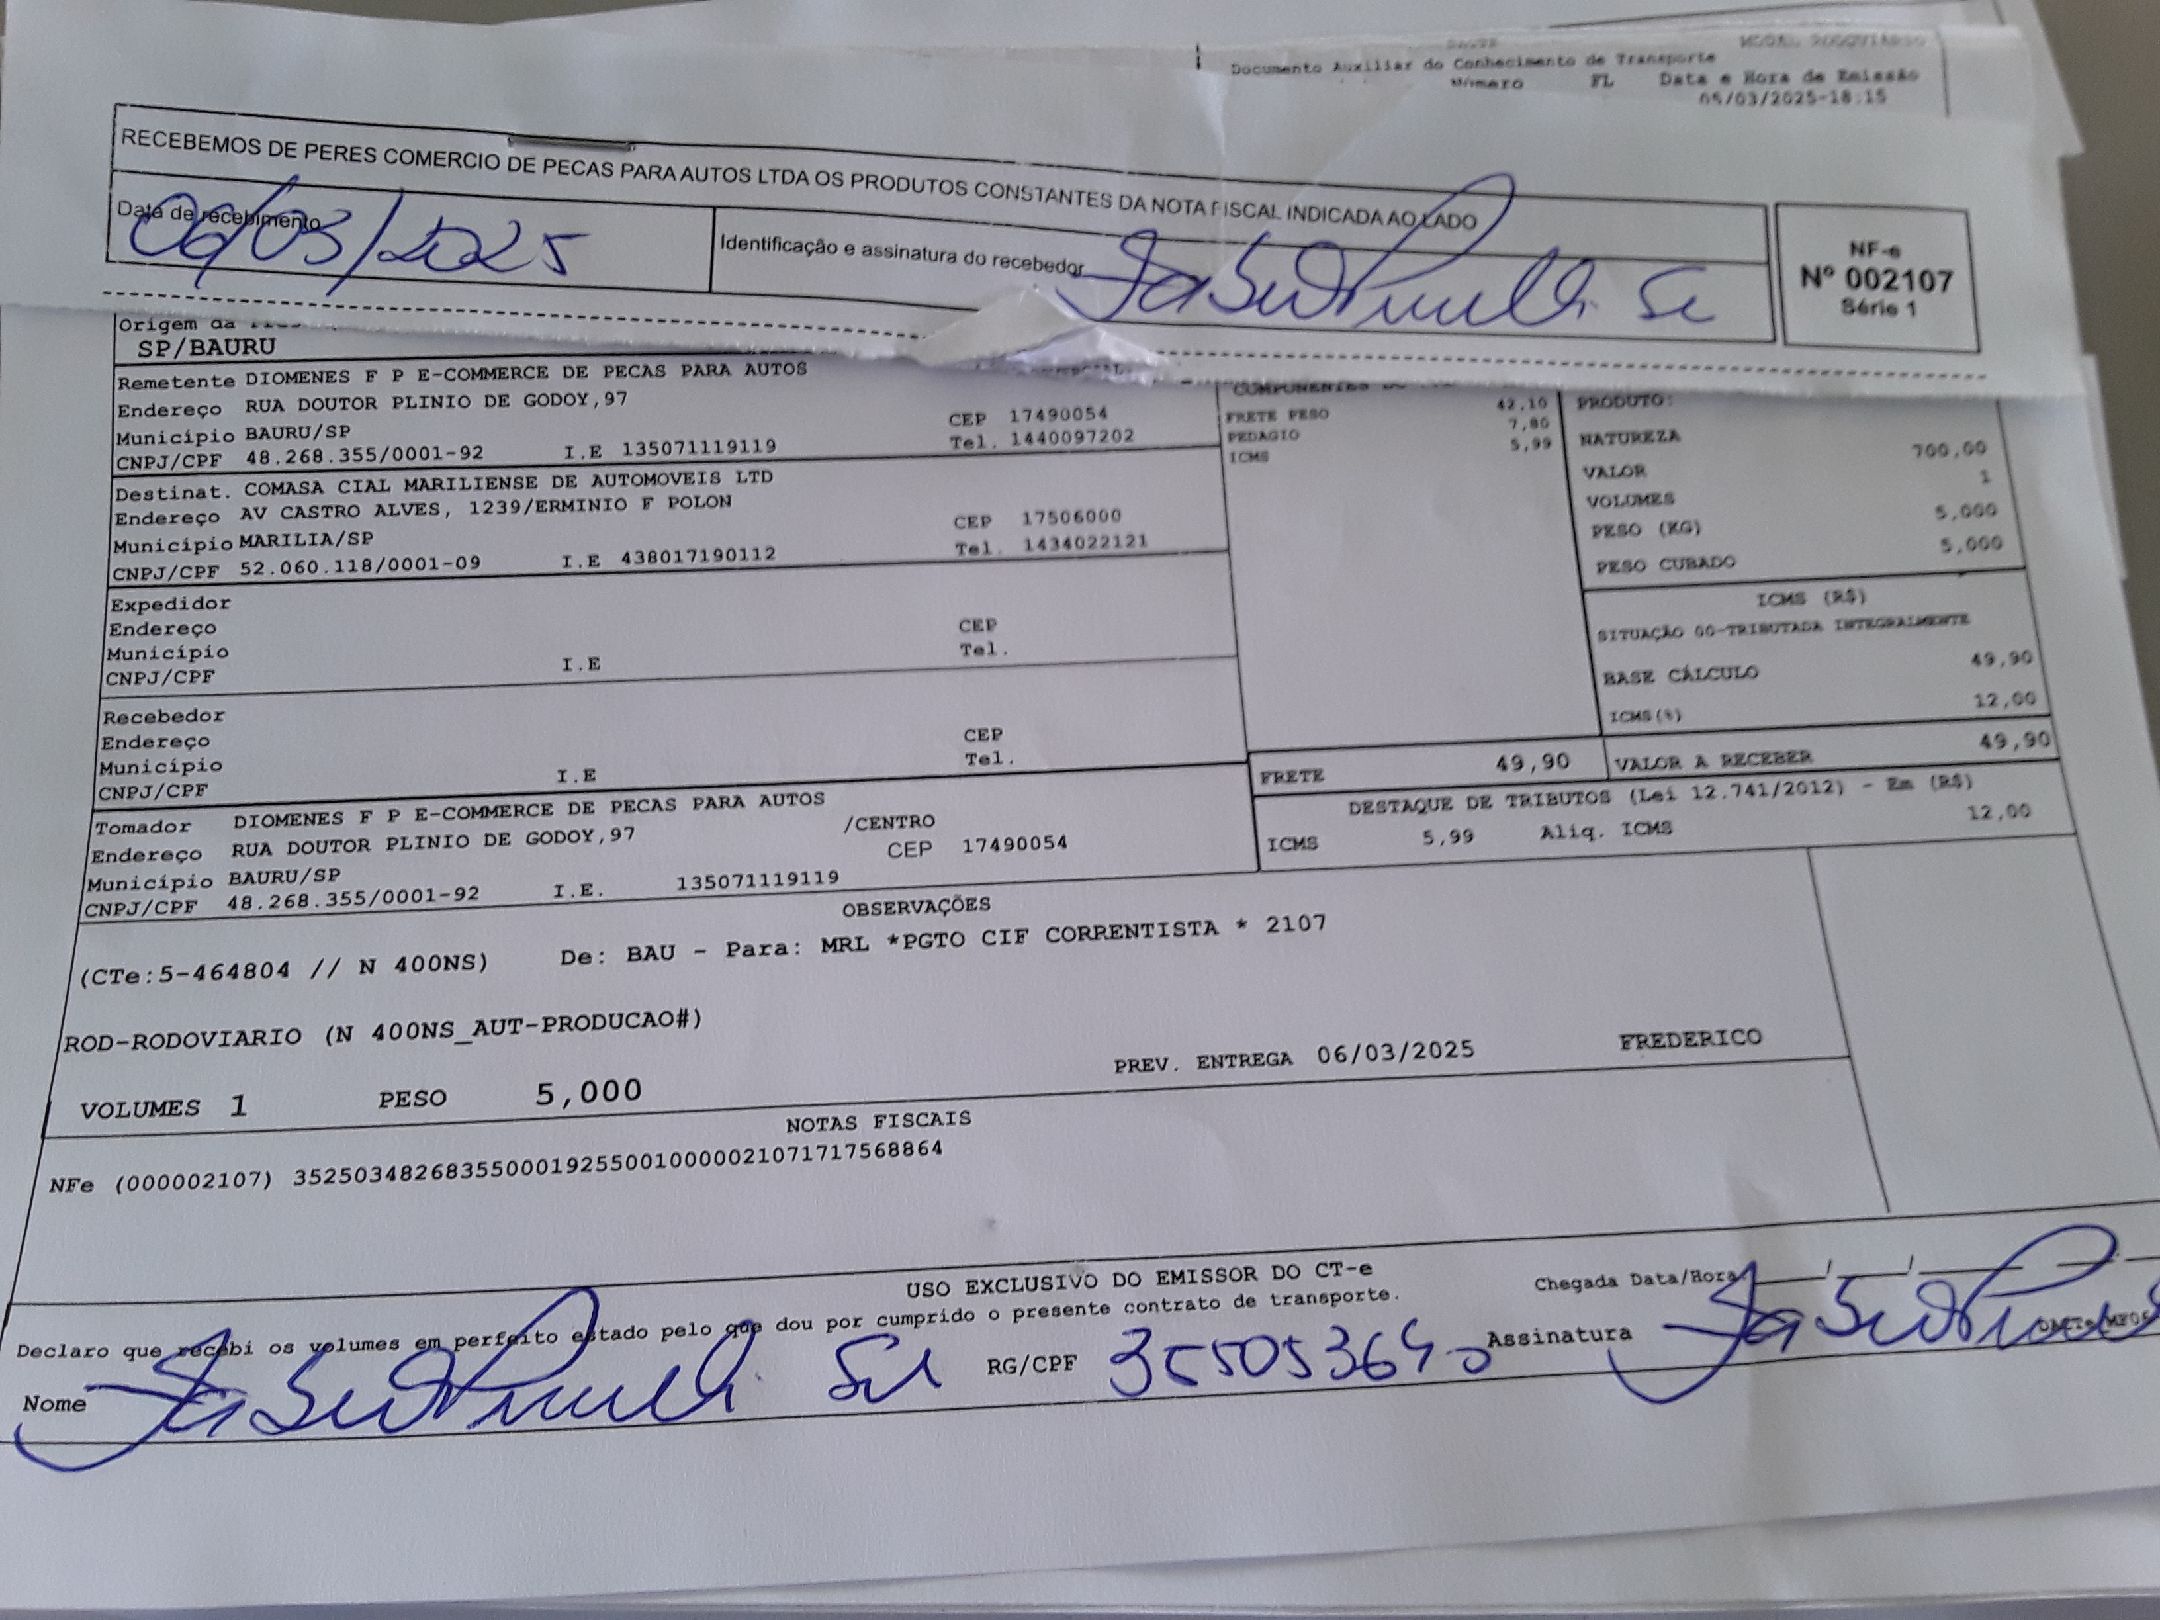 MODAL RODOVIÁRIO
Documento Auxiliar do Conhecimento de Transporte
Número FL Data e Hora de Emissão
05/03/2025-18:15
RECEBEMOS DE PERES COMERCIO DE PECAS PARA AUTOS LTDA OS PRODUTOS CONSTANTES DA NOTA FISCAL INDICADA AO LADO
Data de recebimento
06/03/2025
Identificação e assinatura do recebedor
NF-e
Nº 002107
Série 1
Origem da
SP/BAURU
Remetente DIOMENES F P E-COMMERCE DE PECAS PARA AUTOS
Endereço RUA DOUTOR PLINIO DE GODOY,97 CEP 17490054
Município BAURU/SP Tel. 1440097202
CNPJ/CPF 48.268.355/0001-92 I.E 135071119119
Destinat. COMASA CIAL MARILIENSE DE AUTOMOVEIS LTD
Endereço AV CASTRO ALVES, 1239/ERMINIO F POLON CEP 17506000
Município MARILIA/SP Tel. 1434022121
CNPJ/CPF 52.060.118/0001-09 I.E 438017190112
Expedidor
Endereço CEP
Município Tel.
CNPJ/CPF I.E
Recebedor
Endereço CEP
Município Tel.
CNPJ/CPF I.E
Tomador DIOMENES F P E-COMMERCE DE PECAS PARA AUTOS
Endereço RUA DOUTOR PLINIO DE GODOY,97 /CENTRO
Município BAURU/SP CEP 17490054
CNPJ/CPF 48.268.355/0001-92 I.E. 135071119119
COMPONENTES DO
FRETE PESO 42,10
PEDAGIO 7,80
ICMS 5,99
PRODUTO:
NATUREZA
VALOR 700,00
VOLUMES 1
PESO (KG) 5,000
PESO CUBADO 5,000
ICMS (R$)
SITUAÇÃO 00-TRIBUTADA INTEGRALMENTE
BASE CÁLCULO 49,90
ICMS(%) 12,00
FRETE 49,90 VALOR A RECEBER 49,90
DESTAQUE DE TRIBUTOS (Lei 12.741/2012) - Em (R$)
ICMS 5,99 Aliq. ICMS 12,00
OBSERVAÇÕES
(CTe:5-464804 // N 400NS) De: BAU - Para: MRL *PGTO CIF CORRENTISTA * 2107
ROD-RODOVIARIO (N 400NS_AUT-PRODUCAO#)
VOLUMES 1 PESO 5,000 PREV. ENTREGA 06/03/2025 FREDERICO
NOTAS FISCAIS
NFe (000002107) 35250348268355000192550010000021071717568864
USO EXCLUSIVO DO EMISSOR DO CT-e
Declaro que recebi os volumes em perfeito estado pelo que dou por cumprido o presente contrato de transporte.
Chegada Data/Hora
Nome
RG/CPF
Assinatura